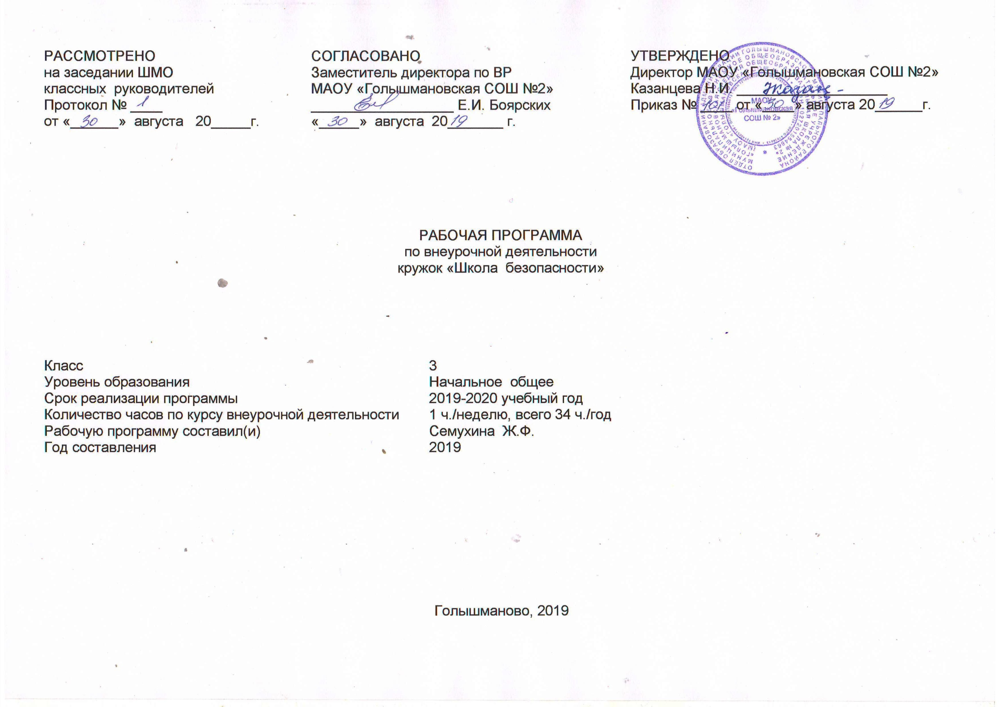 РАССМОТРЕНО
на заседании ШМО
классных руководителей
Протокол № 1
от «30» августа 20______г.
СОГЛАСОВАНО
Заместитель директора по ВР
МАОУ «Голышмановская СОШ №2»
__________________ Е.И. Боярских
«30» августа 2019 г.
УТВЕРЖДЕНО
Директор МАОУ «Голышмановская СОШ №2»
Казанцева Н.И.
Приказ № от «30» августа 2019 г.
МАОУ
«Голышмановская
СОШ № 2»
РАБОЧАЯ ПРОГРАММА
по внеурочной деятельности
кружок «Школа безопасности»
Класс 3
Уровень образования Начальное общее
Срок реализации программы 2019-2020 учебный год
Количество часов по курсу внеурочной деятельности 1 ч./неделю, всего 34 ч./год
Рабочую программу составил(и) Семухина Ж.Ф.
Год составления 2019
Голышманово, 2019